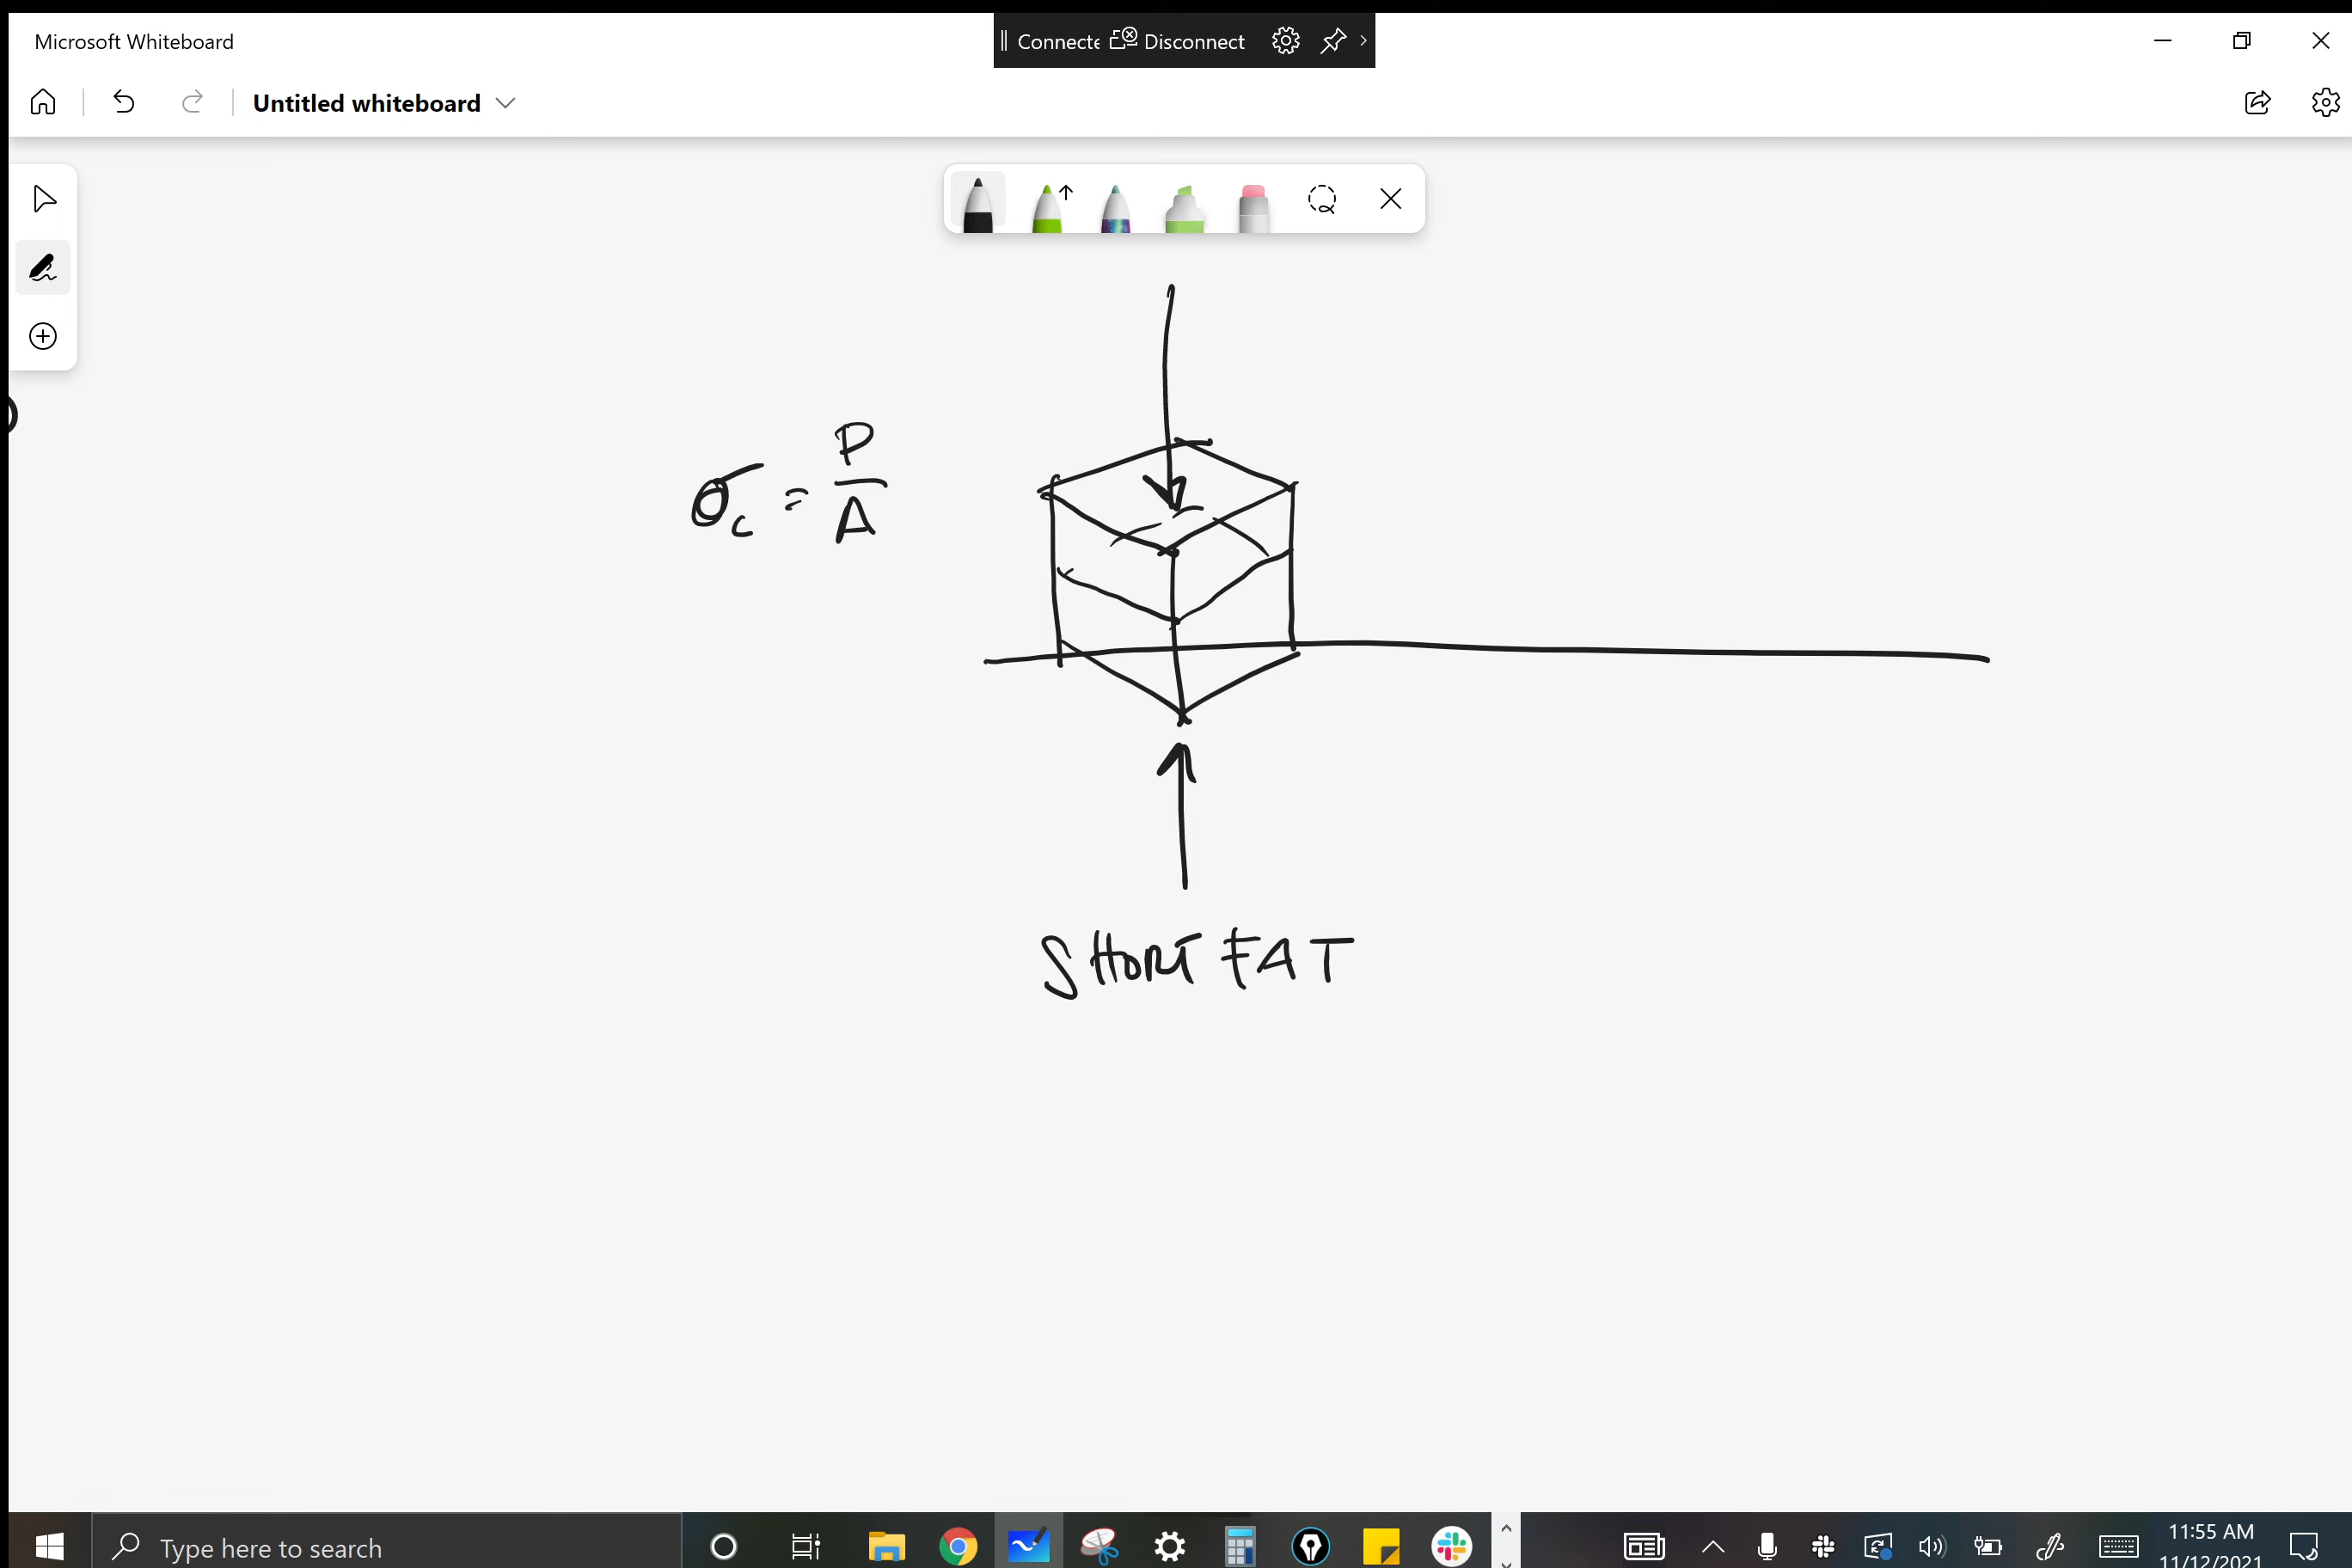 Microsoft Whiteboard
Connecte Disconnect
Untitled whiteboard
σc = P/A
SHORT FAT
Type here to search
11:55 AM
11/12/2021